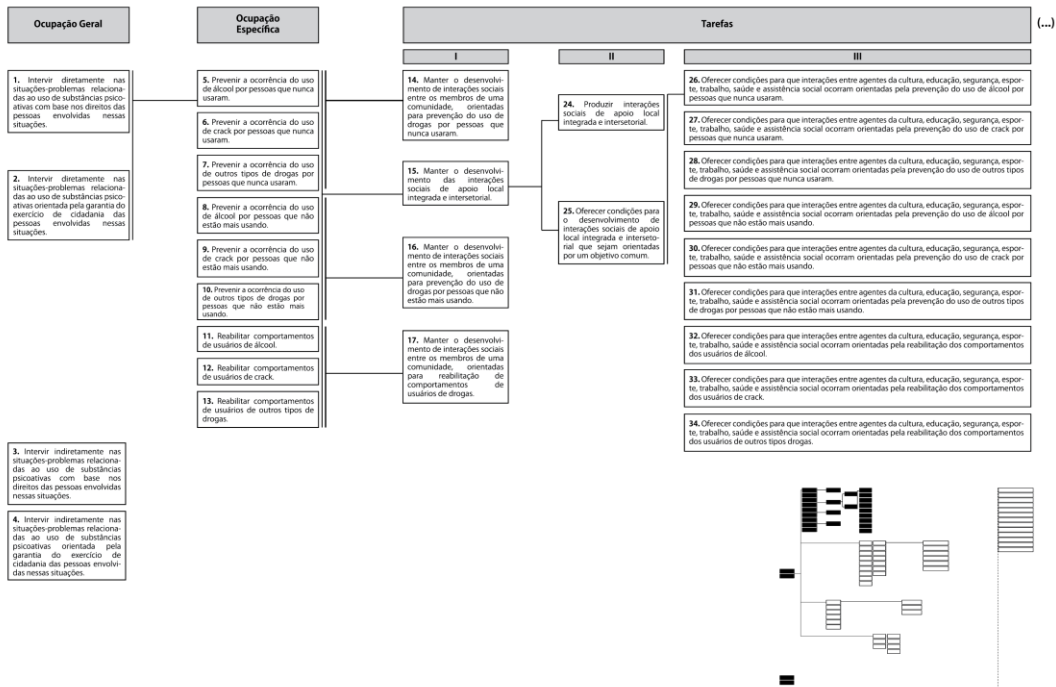 Ocupação Geral
Ocupação
Específica
Tarefas
(...)
I
II
III
1. Intervir diretamente nas
situações-problemas relaciona-
das ao uso de substâncias psico-
ativas com base nos direitos das
pessoas envolvidas nessas
situações.
2. Intervir diretamente nas
situações-problemas relaciona-
das ao uso de substâncias psico-
ativas orientada pela garantia do
exercício de cidadania das
pessoas envolvidas nessas
situações.
3. Intervir indiretamente nas
situações-problemas relaciona-
das ao uso de substâncias
psicoativas com base nos
direitos das pessoas envolvidas
nessas situações.
4. Intervir indiretamente nas
situações-problemas relaciona-
das ao uso de substâncias
psicoativas orientada pela
garantia do exercício de
cidadania das pessoas envolvi-
das nessas situações.
5. Prevenir a ocorrência do uso
de álcool por pessoas que nunca
usaram.
6. Prevenir a ocorrência do uso
de crack por pessoas que nunca
usaram.
7. Prevenir a ocorrência do uso
de outros tipos de drogas por
pessoas que nunca usaram.
8. Prevenir a ocorrência do uso
de álcool por pessoas que não
estão mais usando.
9. Prevenir a ocorrência do uso
de crack por pessoas que não
estão mais usando.
10. Prevenir a ocorrência do uso
de outros tipos de drogas por
pessoas que não estão mais
usando.
11. Reabilitar comportamentos
de usuários de álcool.
12. Reabilitar comportamentos
de usuários de crack.
13. Reabilitar comportamentos
de usuários de outros tipos de
drogas.
14. Manter o desenvolvi-
mento de interações sociais
entre os membros de uma
comunidade, orientadas
para prevenção do uso de
drogas por pessoas que
nunca usaram.
15. Manter o desenvolvi-
mento das interações
sociais de apoio local
integrada e intersetorial.
16. Manter o desenvolvi-
mento de interações sociais
entre os membros de uma
comunidade, orientadas
para prevenção do uso de
drogas por pessoas que não
estão mais usando.
17. Manter o desenvolvi-
mento de interações sociais
entre os membros de uma
comunidade, orientadas
para reabilitação de
comportamentos de
usuários de drogas.
24. Produzir interações
sociais de apoio local
integrada e intersetorial.
25. Oferecer condições para
o desenvolvimento de
interações sociais de apoio
local integrada e interseto-
rial que sejam orientadas
por um objetivo comum.
26. Oferecer condições para que interações entre agentes da cultura, educação, segurança, espor-
te, trabalho, saúde e assistência social ocorram orientadas pela prevenção do uso de álcool por
pessoas que nunca usaram.
27. Oferecer condições para que interações entre agentes da cultura, educação, segurança, espor-
te, trabalho, saúde e assistência social ocorram orientadas pela prevenção do uso de crack por
pessoas que nunca usaram.
28. Oferecer condições para que interações entre agentes da cultura, educação, segurança, espor-
te, trabalho, saúde e assistência social ocorram orientadas pela prevenção do uso de outros tipos
de drogas por pessoas que nunca usaram.
29. Oferecer condições para que interações entre agentes da cultura, educação, segurança, espor-
te, trabalho, saúde e assistência social ocorram orientadas pela prevenção do uso de álcool por
pessoas que não estão mais usando.
30. Oferecer condições para que interações entre agentes da cultura, educação, segurança, espor-
te, trabalho, saúde e assistência social ocorram orientadas pela prevenção do uso de crack por
pessoas que não estão mais usando.
31. Oferecer condições para que interações entre agentes da cultura, educação, segurança, espor-
te, trabalho, saúde e assistência social ocorram orientadas pela prevenção do uso de outros tipos
de drogas por pessoas que não estão mais usando.
32. Oferecer condições para que interações entre agentes da cultura, educação, segurança, espor-
te, trabalho, saúde e assistência social ocorram orientadas pela reabilitação dos comportamentos
dos usuários de álcool.
33. Oferecer condições para que interações entre agentes da cultura, educação, segurança, espor-
te, trabalho, saúde e assistência social ocorram orientadas pela reabilitação dos comportamentos
dos usuários de crack.
34. Oferecer condições para que interações entre agentes da cultura, educação, segurança, espor-
te, trabalho, saúde e assistência social ocorram orientadas pela reabilitação dos comportamentos
dos usuários de outros tipos drogas.